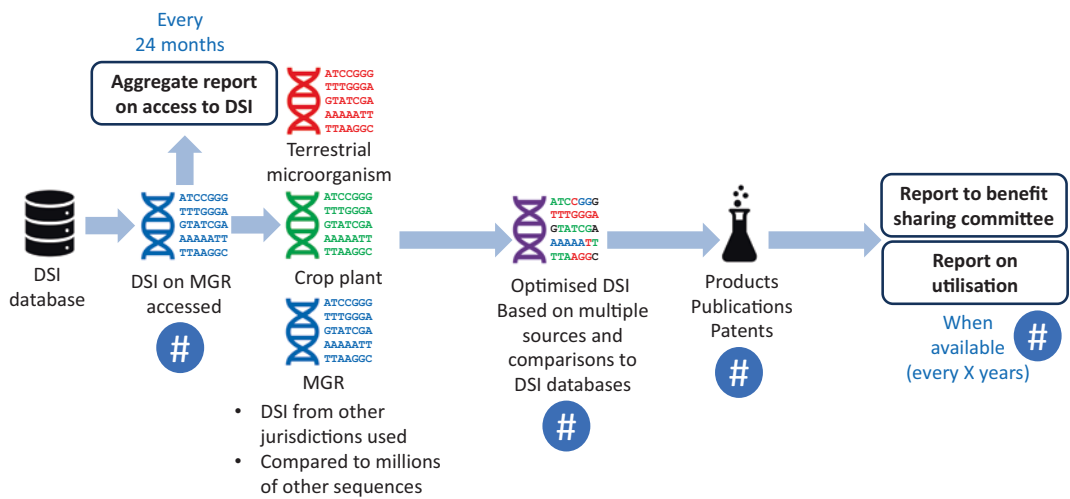 Every
24 months
Aggregate report
on access to DSI
ATCCGGG
TTTGGGA
GTATCGA
AAAAATT
TTAAGGC
Terrestrial
microorganism
DSI
database
ATCCGGG
TTTGGGA
GTATCGA
AAAAATT
TTAAGGC
DSI on MGR
accessed
#
ATCCGGG
TTTGGGA
GTATCGA
AAAAATT
TTAAGGC
Crop plant
ATCCGGG
TTTGGGA
GTATCGA
AAAAATT
TTAAGGC
MGR
• DSI from other
jurisdictions used
• Compared to millions
of other sequences
ATCCGGG
TTTGGGA
GTATCGA
AAAAATT
TTAAGGC
Optimised DSI
Based on multiple
sources and
comparisons to
DSI databases
#
Products
Publications
Patents
#
Report to benefit
sharing committee
Report on
utilisation
When
available
(every X years)
#